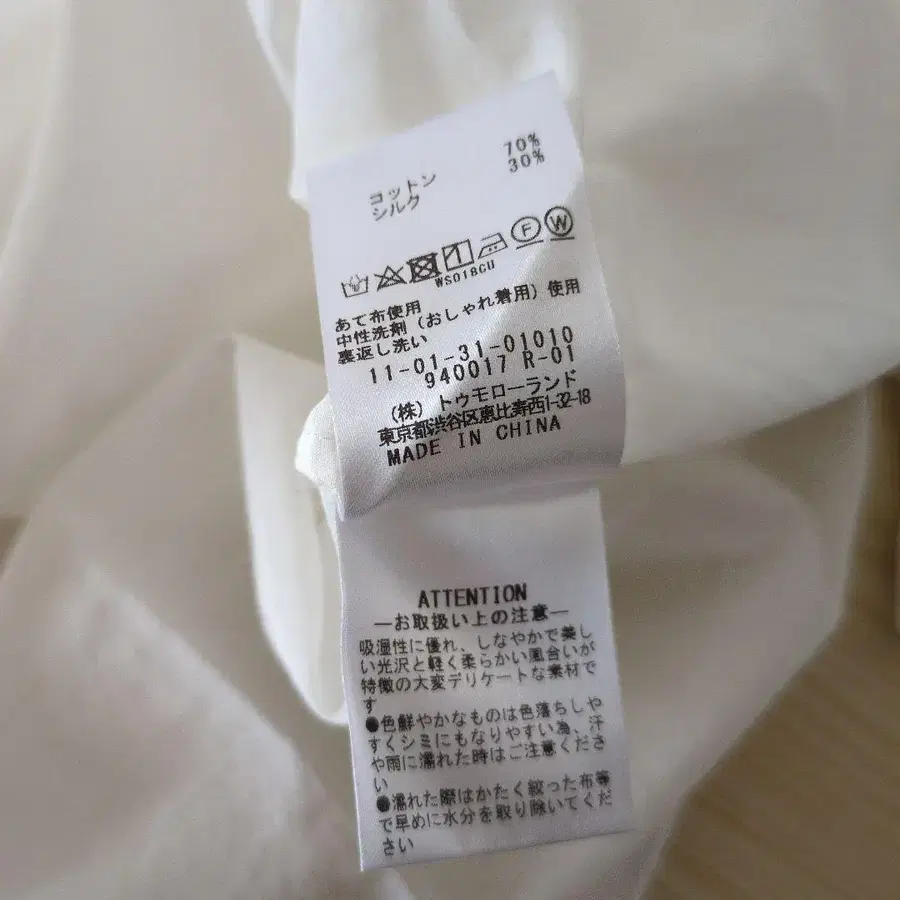 コットン 70%
シルク 30%
F W
WS018CU
あて布使用
中性洗剤（おしゃれ着用）使用
裏返し洗い
11-01-31-01010
940017 R-01
（株）トゥモローランド
東京都渋谷区恵比寿西1-32-18
MADE IN CHINA
ATTENTION
―お取扱い上の注意―
吸湿性に優れ、しなやかで美し
い光沢と軽く柔らかい風合いが
特徴の大変デリケートな素材で
す
●色鮮やかなものは色落ちしや
すくシミにもなりやすい為、汗
や雨に濡れた時はご注意くださ
い
●濡れた際はかたく絞った布等
で早めに水分を取り除いてくだ
さい